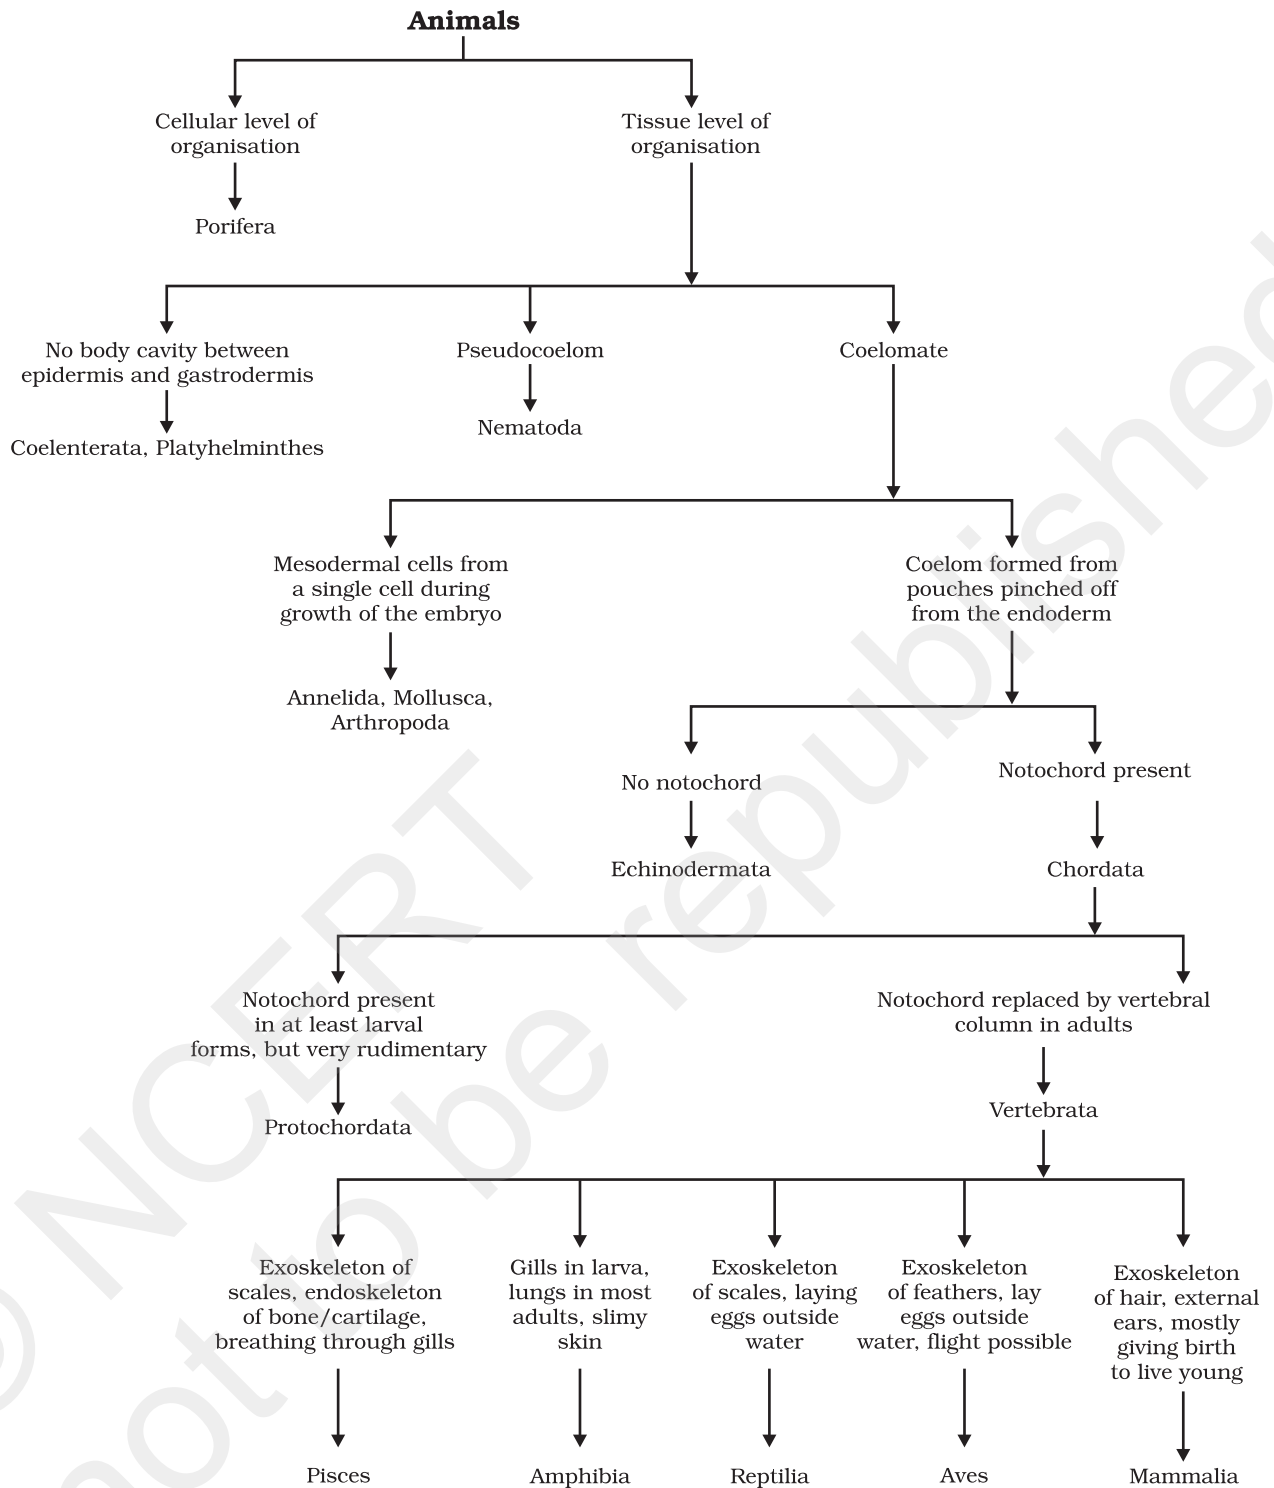 Animals
Cellular level of
organisation
Tissue level of
organisation
Porifera
No body cavity between
epidermis and gastrodermis
Pseudocoelom
Coelomate
Nematoda
Coelenterata, Platyhelminthes
Mesodermal cells from
a single cell during
growth of the embryo
Coelom formed from
pouches pinched off
from the endoderm
Annelida, Mollusca,
Arthropoda
No notochord
Notochord present
Echinodermata
Chordata
Notochord present
in at least larval
forms, but very rudimentary
Notochord replaced by vertebral
column in adults
Protochordata
Vertebrata
Exoskeleton of
scales, endoskeleton
of bone/cartilage,
breathing through gills
Gills in larva,
lungs in most
adults, slimy
skin
Exoskeleton
of scales, laying
eggs outside
water
Exoskeleton
of feathers, lay
eggs outside
water, flight possible
Exoskeleton
of hair, external
ears, mostly
giving birth
to live young
Pisces
Amphibia
Reptilia
Aves
Mammalia
© NCERT
not to be republished